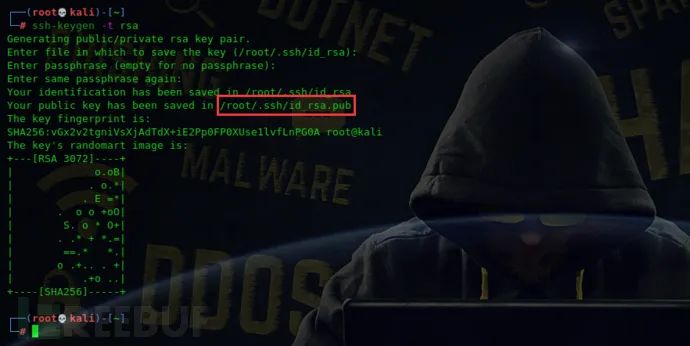 ┌──(root💀kali)-[~]
└─# ssh-keygen -t rsa
Generating public/private rsa key pair.
Enter file in which to save the key (/root/.ssh/id_rsa):
Enter passphrase (empty for no passphrase):
Enter same passphrase again:
Your identification has been saved in /root/.ssh/id_rsa
Your public key has been saved in /root/.ssh/id_rsa.pub
The key fingerprint is:
SHA256:vGx2v2tgniVsXjAdTdX+iE2Pp0FP0XUse1lvfLnPG0A root@kali
The key's randomart image is:
+---[RSA 3072]----+
|             o.oB|
|            . o.*|
|           . E =*|
|      .  o o +oO|
|       S. o * O+|
|      . .* + *.=|
|       ==.*   *.|
|      o .+.. . +|
|         .+o ..|
+----[SHA256]-----+
┌──(root💀kali)-[~]
└─#
BOTNET
MALWARE
DDOS
SPA
HA
REEBUF